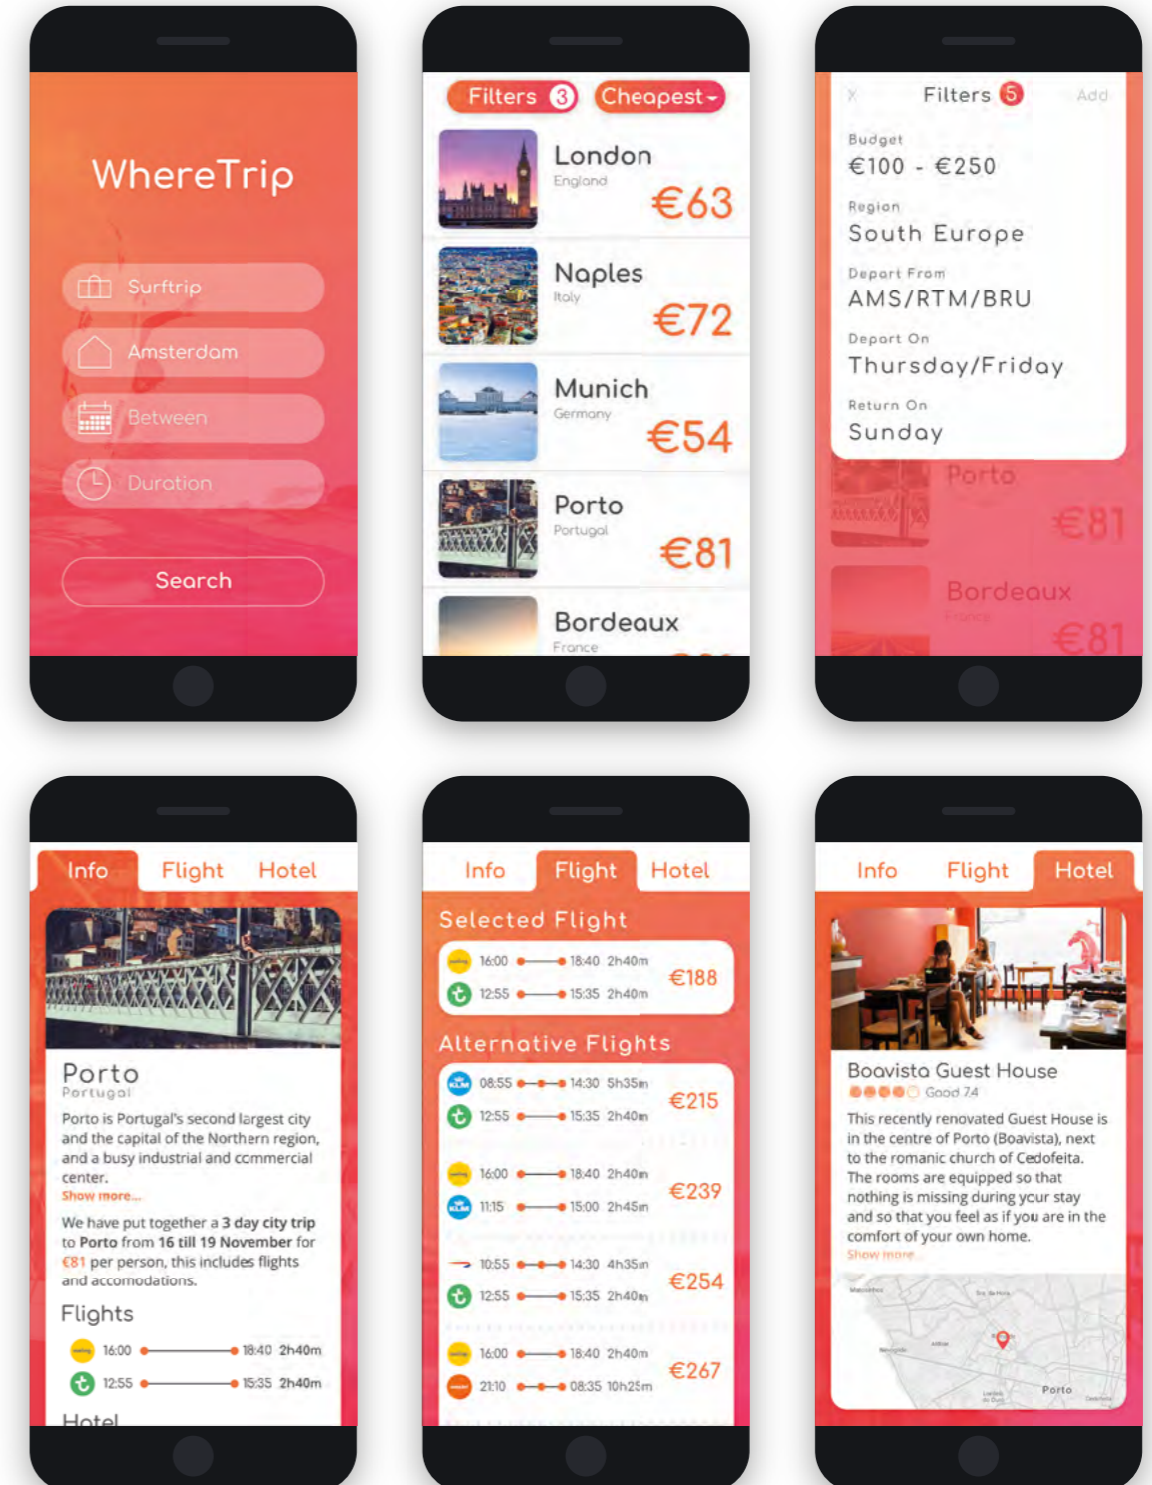 WhereTrip
Surftrip
Amsterdam
Between
Duration
Search
Filters 3
Cheapest
London
England
€63
Naples
Italy
€72
Munich
Germany
€54
Porto
Portugal
€81
Bordeaux
France
X Filters 5 Add
Budget
€100 - €250
Region
South Europe
Depart From
AMS/RTM/BRU
Depart On
Thursday/Friday
Return On
Sunday
Porto
€81
Bordeaux
France
€81
Info Flight Hotel
Porto
Portugal
Porto is Portugal's second largest city
and the capital of the Northern region,
and a busy industrial and commercial
center.
Show more...
We have put together a 3 day city trip
to Porto from 16 till 19 November for
€81 per person, this includes flights
and accomodations.
Flights
16:00 18:40 2h40m
12:55 15:35 2h40m
Hotel
Info Flight Hotel
Selected Flight
16:00 18:40 2h40m
€188
12:55 15:35 2h40m
Alternative Flights
KLM 08:55 14:30 5h35m
€215
12:55 15:35 2h40m
16:00 18:40 2h40m
€239
KLM 11:15 15:00 2h45m
10:55 14:30 4h35m
€254
12:55 15:35 2h40m
16:00 18:40 2h40m
€267
21:10 08:35 10h25m
Info Flight Hotel
Boavista Guest House
Good 7.4
This recently renovated Guest House is
in the centre of Porto (Boavista), next
to the romanic church of Cedofeita.
The rooms are equipped so that
nothing is missing during your stay
and so that you feel as if you are in the
comfort of your own home.
Show more...
Porto